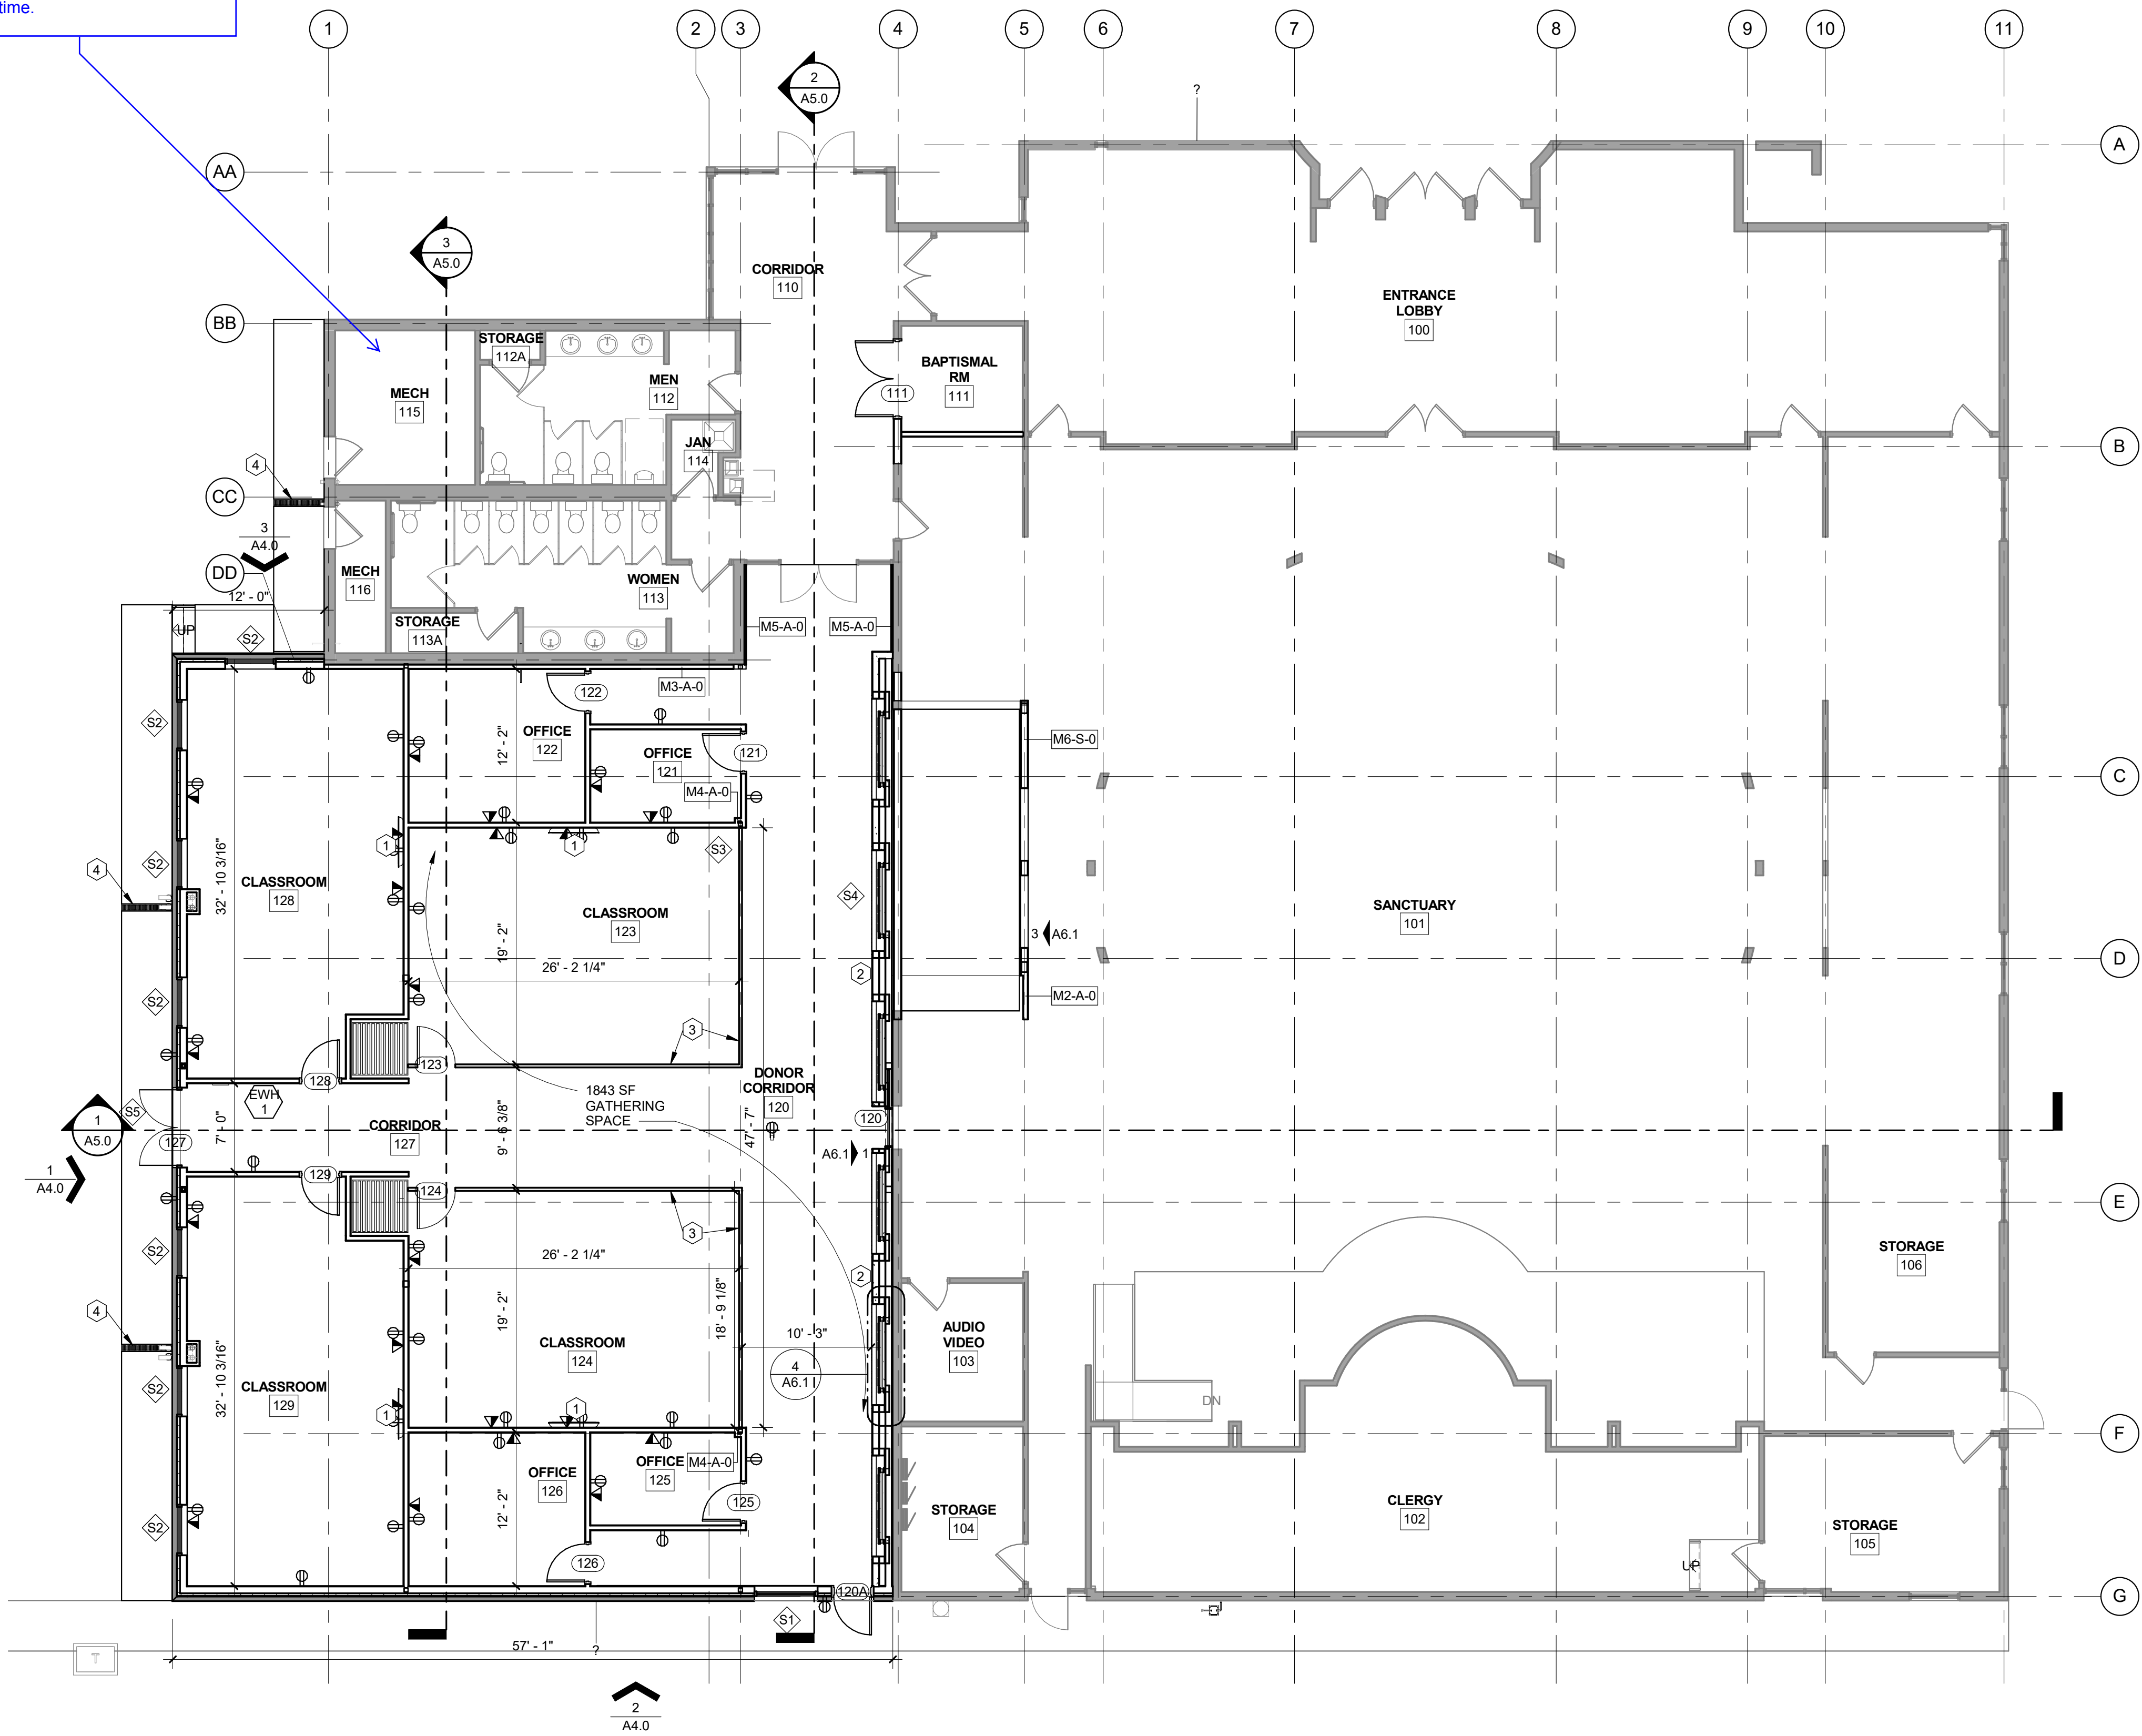 time.
1
2
3
4
5
6
7
8
9
10
11
2
A5.0
?
A
AA
3
A5.0
CORRIDOR
110
ENTRANCE
LOBBY
100
BB
STORAGE
112A
MEN
112
BAPTISMAL
RM
111
111
MECH
115
JAN
114
B
4
CC
3
A4.0
DD
12' - 0"
MECH
116
WOMEN
113
STORAGE
113A
UP
S2
M5-A-0
M5-A-0
M3-A-0
122
S2
OFFICE
122
12' - 2"
OFFICE
121
121
M6-S-0
C
M4-A-0
1
1
S3
S2
4
32' - 10 3/16"
CLASSROOM
128
S4
CLASSROOM
123
SANCTUARY
101
3
A6.1
19' - 2"
26' - 2 1/4"
2
D
S2
M2-A-0
3
123
128
DONOR
CORRIDOR
120
1843 SF
GATHERING
SPACE
EWH
1
S5
1
A5.0
127
7' - 0"
CORRIDOR
127
9' - 6 3/8"
47' - 7"
120
A6.1
1
1
A4.0
129
124
E
3
S2
26' - 2 1/4"
STORAGE
106
2
4
19' - 2"
18' - 9 1/8"
CLASSROOM
124
10' - 3"
AUDIO
VIDEO
103
4
A6.1
S2
32' - 10 3/16"
CLASSROOM
129
1
1
DN
F
OFFICE
126
OFFICE
125
M4-A-0
125
12' - 2"
S2
STORAGE
104
CLERGY
102
STORAGE
105
126
UP
120A
G
S1
57' - 1"
?
T
2
A4.0